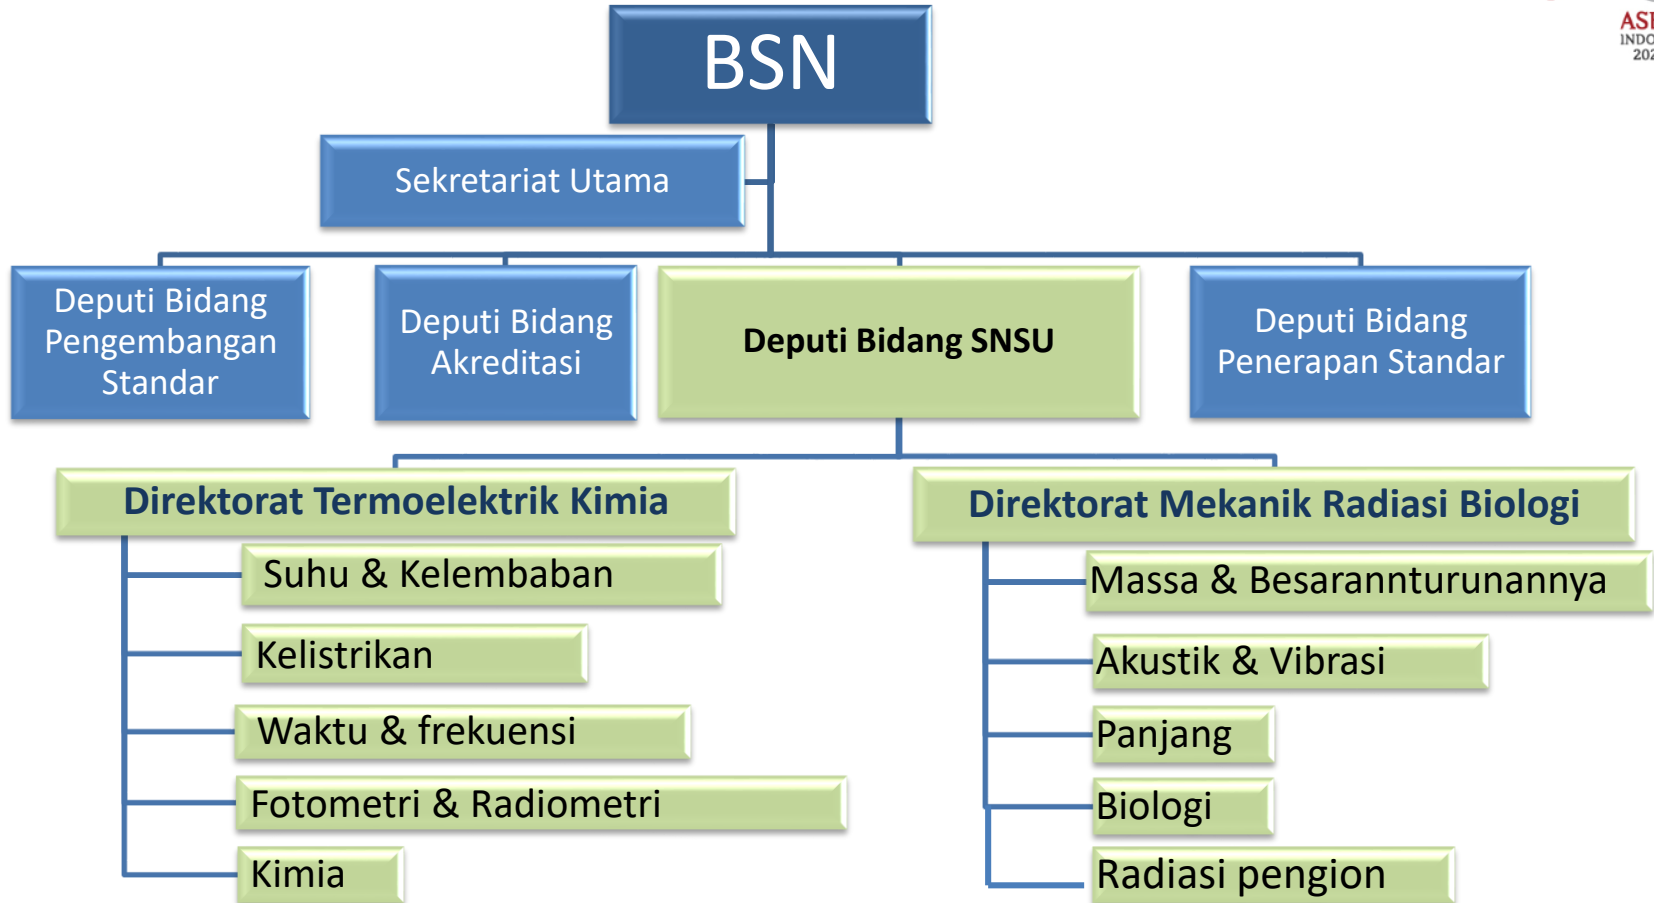 BSN
Sekretariat Utama
Deputi Bidang
Pengembangan
Standar
Deputi Bidang
Akreditasi
Deputi Bidang SNSU
Deputi Bidang
Penerapan Standar
Direktorat Termoelektrik Kimia
Suhu & Kelembaban
Kelistrikan
Waktu & frekuensi
Fotometri & Radiometri
Kimia
Direktorat Mekanik Radiasi Biologi
Massa & Besarannturunannya
Akustik & Vibrasi
Panjang
Biologi
Radiasi pengion